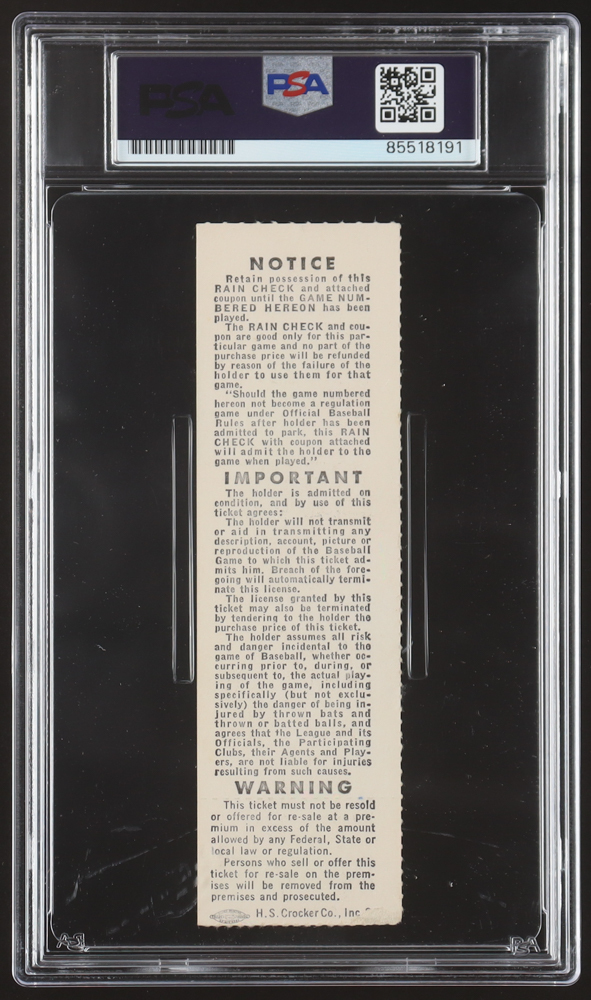 PSA
PSA
85518191
NOTICE
Retain possession of this
RAIN CHECK and attached
coupon until the GAME NUM-
BERED HEREON has been
played.
The RAIN CHECK and cou-
pon are good only for this par-
ticular game and no part of the
purchase price will be refunded
by reason of the failure of the
holder to use them for that
game.
"Should the game numbered
hereon not become a regulation
game under Official Baseball
Rules after holder has been
admitted to park, this RAIN
CHECK with coupon attached
will admit the holder to the
game when played."
IMPORTANT
The holder is admitted on
condition, and by use of this
ticket agrees:
The holder will not transmit
or aid in transmitting any
description, account, picture or
reproduction of the Baseball
Game to which this ticket ad-
mits him. Breach of the fore-
going will automatically termi-
nate this license.
The license granted by this
ticket may also be terminated
by tendering to the holder the
purchase price of this ticket.
The holder assumes all risk
and danger incidental to the
game of Baseball, whether oc-
curring prior to, during, or
subsequent to, the actual play-
ing of the game, including
specifically (but not exclu-
sively) the danger of being in-
jured by thrown bats and
thrown or batted balls, and
agrees that the League and its
Officials, the Participating
Clubs, their Agents and Play-
ers, are not liable for injuries
resulting from such causes.
WARNING
This ticket must not be resold
or offered for re-sale at a pre-
mium in excess of the amount
allowed by any Federal, State or
local law or regulation.
Persons who sell or offer this
ticket for re-sale on the prem-
ises will be removed from the
premises and prosecuted.
H.S. Crocker Co., Inc
PSA